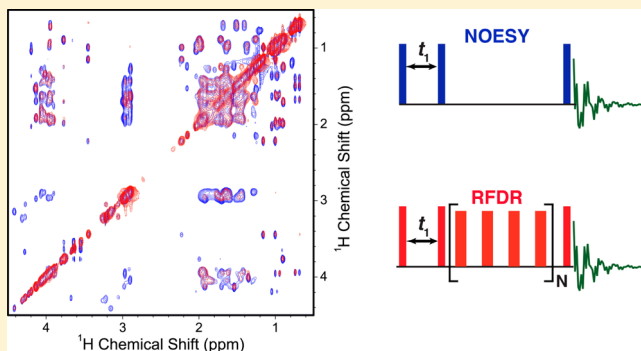 1
2
3
4
¹H Chemical Shift (ppm)
4 3 2 1
¹H Chemical Shift (ppm)
NOESY
t₁
RFDR
t₁
N